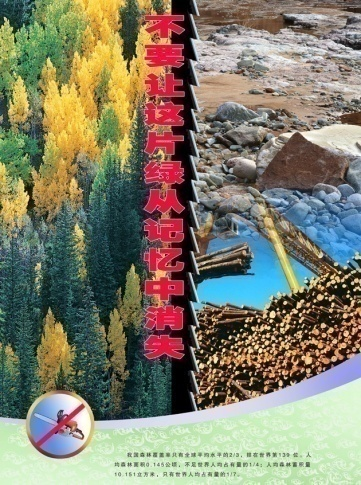 不要让这片绿从记忆中消失
我国森林覆盖率只有全球平均水平的2/3，排在世界第139 位。人
均森林面积0.145公顷，不足世界人均占有量的1/4；人均森林蓄积量
10.151立方米，只有世界人均占有量的1/7。